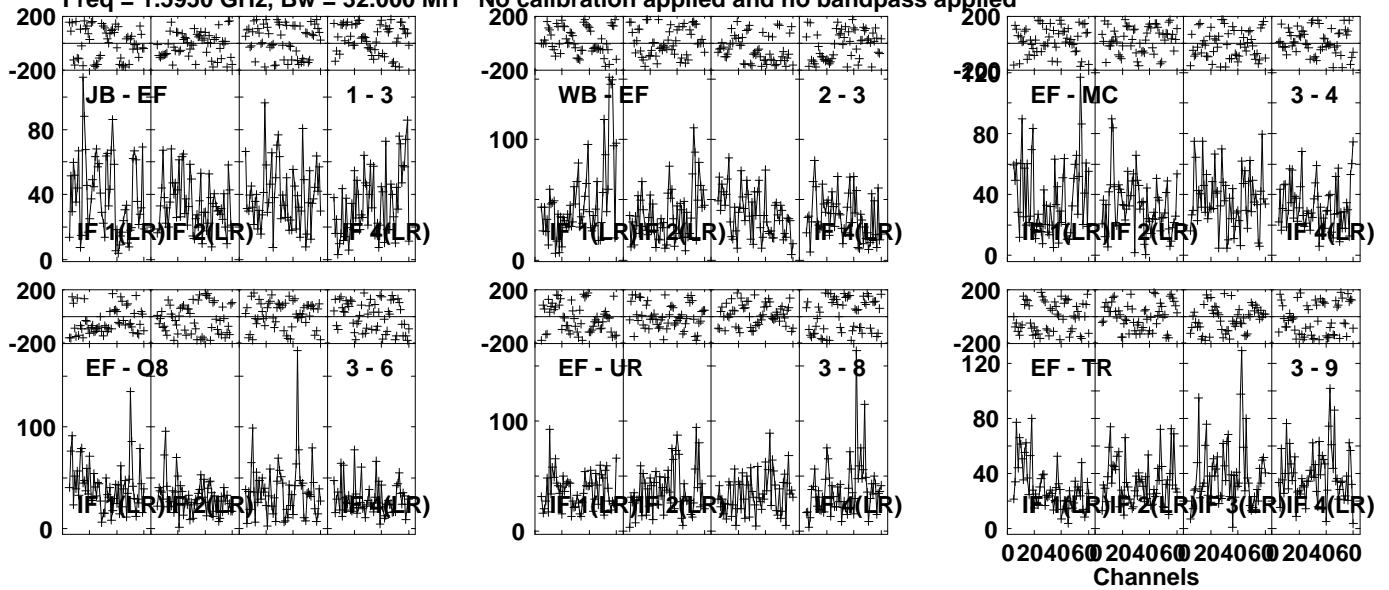 Freq = 1.5950 GHz, Bw = 32.000 MH No calibration applied and no bandpass applied
200 200 200
-200 -200 -200
JB - EF 1 - 3 WB - EF 2 - 3 EF - MC 3 - 4
120
80 100 80
40 40
IF 1(LR) IF 2(LR) IF 4(LR) IF 1(LR) IF 2(LR) IF 4(LR) IF 1(LR) IF 2(LR) IF 4(LR)
0 0 0
200 200 200
-200 -200 -200
EF - O8 3 - 6 EF - UR 3 - 8 EF - TR 3 - 9
120
100 100 80
40
IF 1(LR) IF 2(LR) IF 4(LR) IF 1(LR) IF 2(LR) IF 4(LR) IF 1(LR) IF 2(LR) IF 3(LR) IF 4(LR)
0 0 0
0 20 40 60 0 20 40 60 0 20 40 60 0 20 40 60
Channels